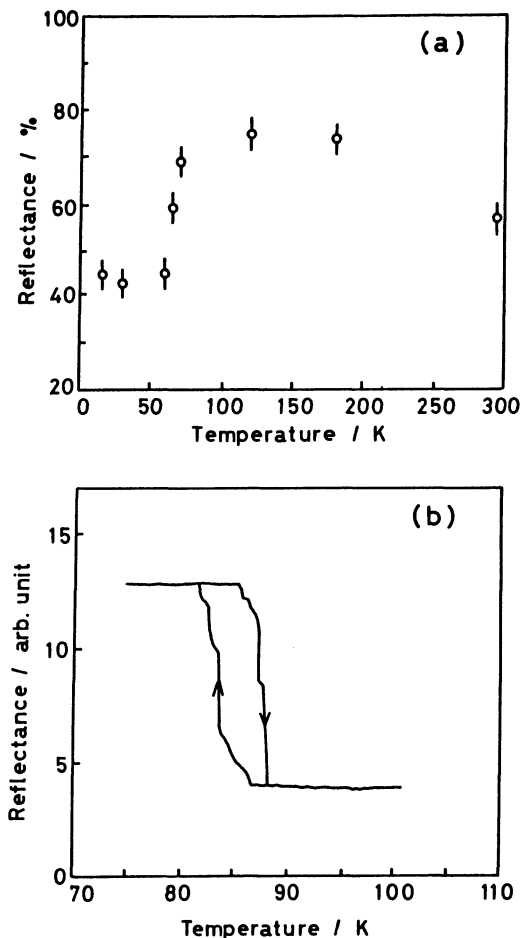 (a)
100
80
60
40
20
Reflectance / %
0 50 100 150 200 250 300
Temperature / K
(b)
15
10
5
0
Reflectance / arb. unit
70 80 90 100 110
Temperature / K